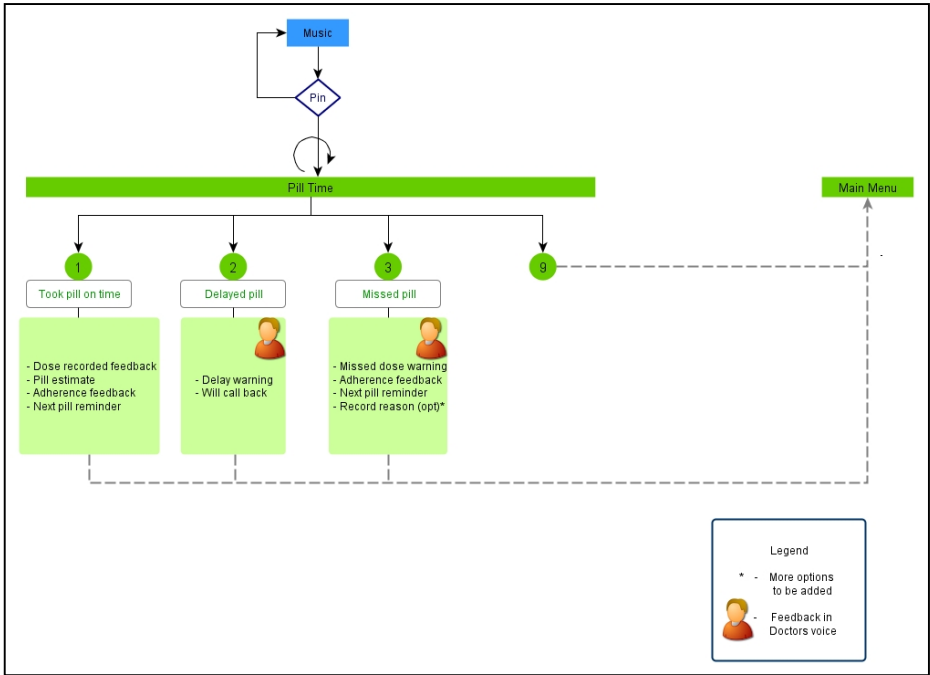 Music
Pin
Pill Time
Main Menu
1
2
3
9
Took pill on time
Delayed pill
Missed pill
- Dose recorded feedback
- Pill estimate
- Adherence feedback
- Next pill reminder
- Delay warning
- Will call back
- Missed dose warning
- Adherence feedback
- Next pill reminder
- Record reason (opt)*
Legend
* - More options
to be added
- Feedback in
Doctors voice